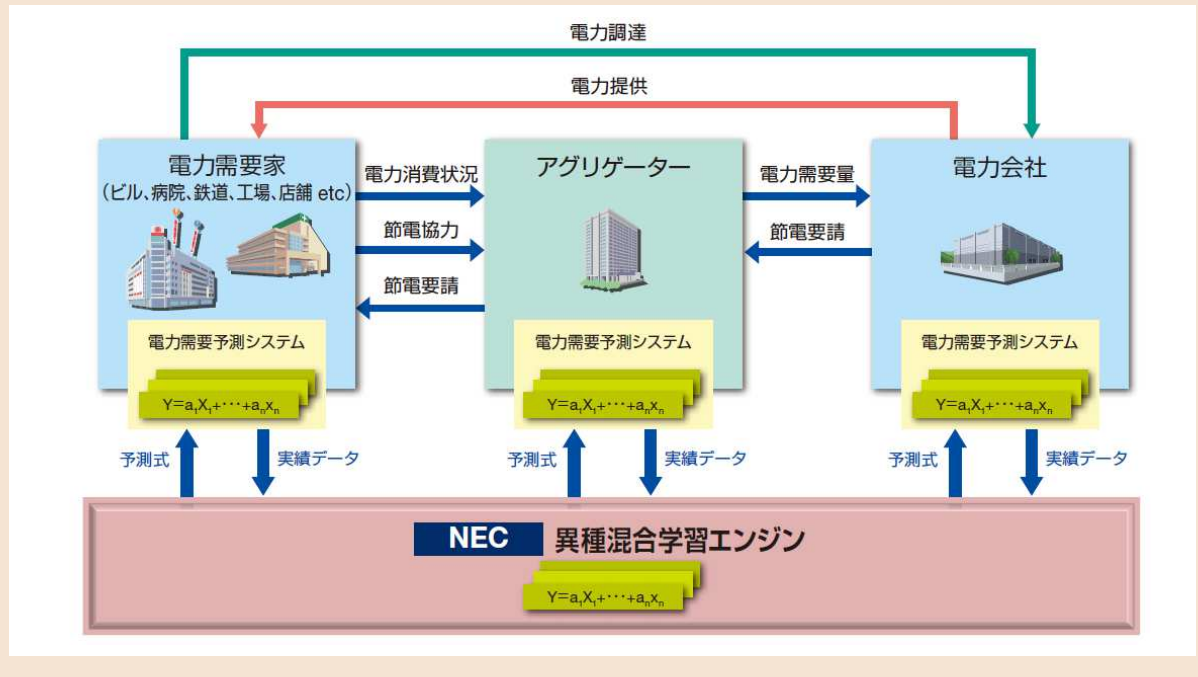 電力調達
電力提供
電力需要家
(ビル、病院、鉄道、工場、店舗 etc)
電力消費状況
節電協力
節電要請
アグリゲーター
電力需要量
節電要請
電力会社
電力需要予測システム
Y=a₁X₁+···+aₙxₙ
電力需要予測システム
Y=a₁X₁+···+aₙxₙ
電力需要予測システム
Y=a₁X₁+···+aₙxₙ
予測式
実績データ
予測式
実績データ
予測式
実績データ
NEC 異種混合学習エンジン
Y=a₁X₁+···+aₙxₙ